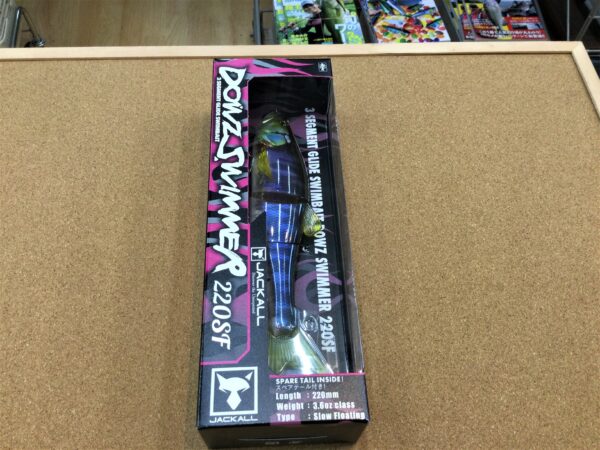 DOWZ SWIMMER 220SF
3 SEGMENT GLIDE SWIMBAIT
3 SEGMENT GLIDE SWIMBAIT DOWZ SWIMMER 220SF
JACKALL
JACKALL
SPARE TAIL INSIDE!
スペアテール付き!
Length : 220mm
Weight : 3.6oz class
Type : Slow Floating